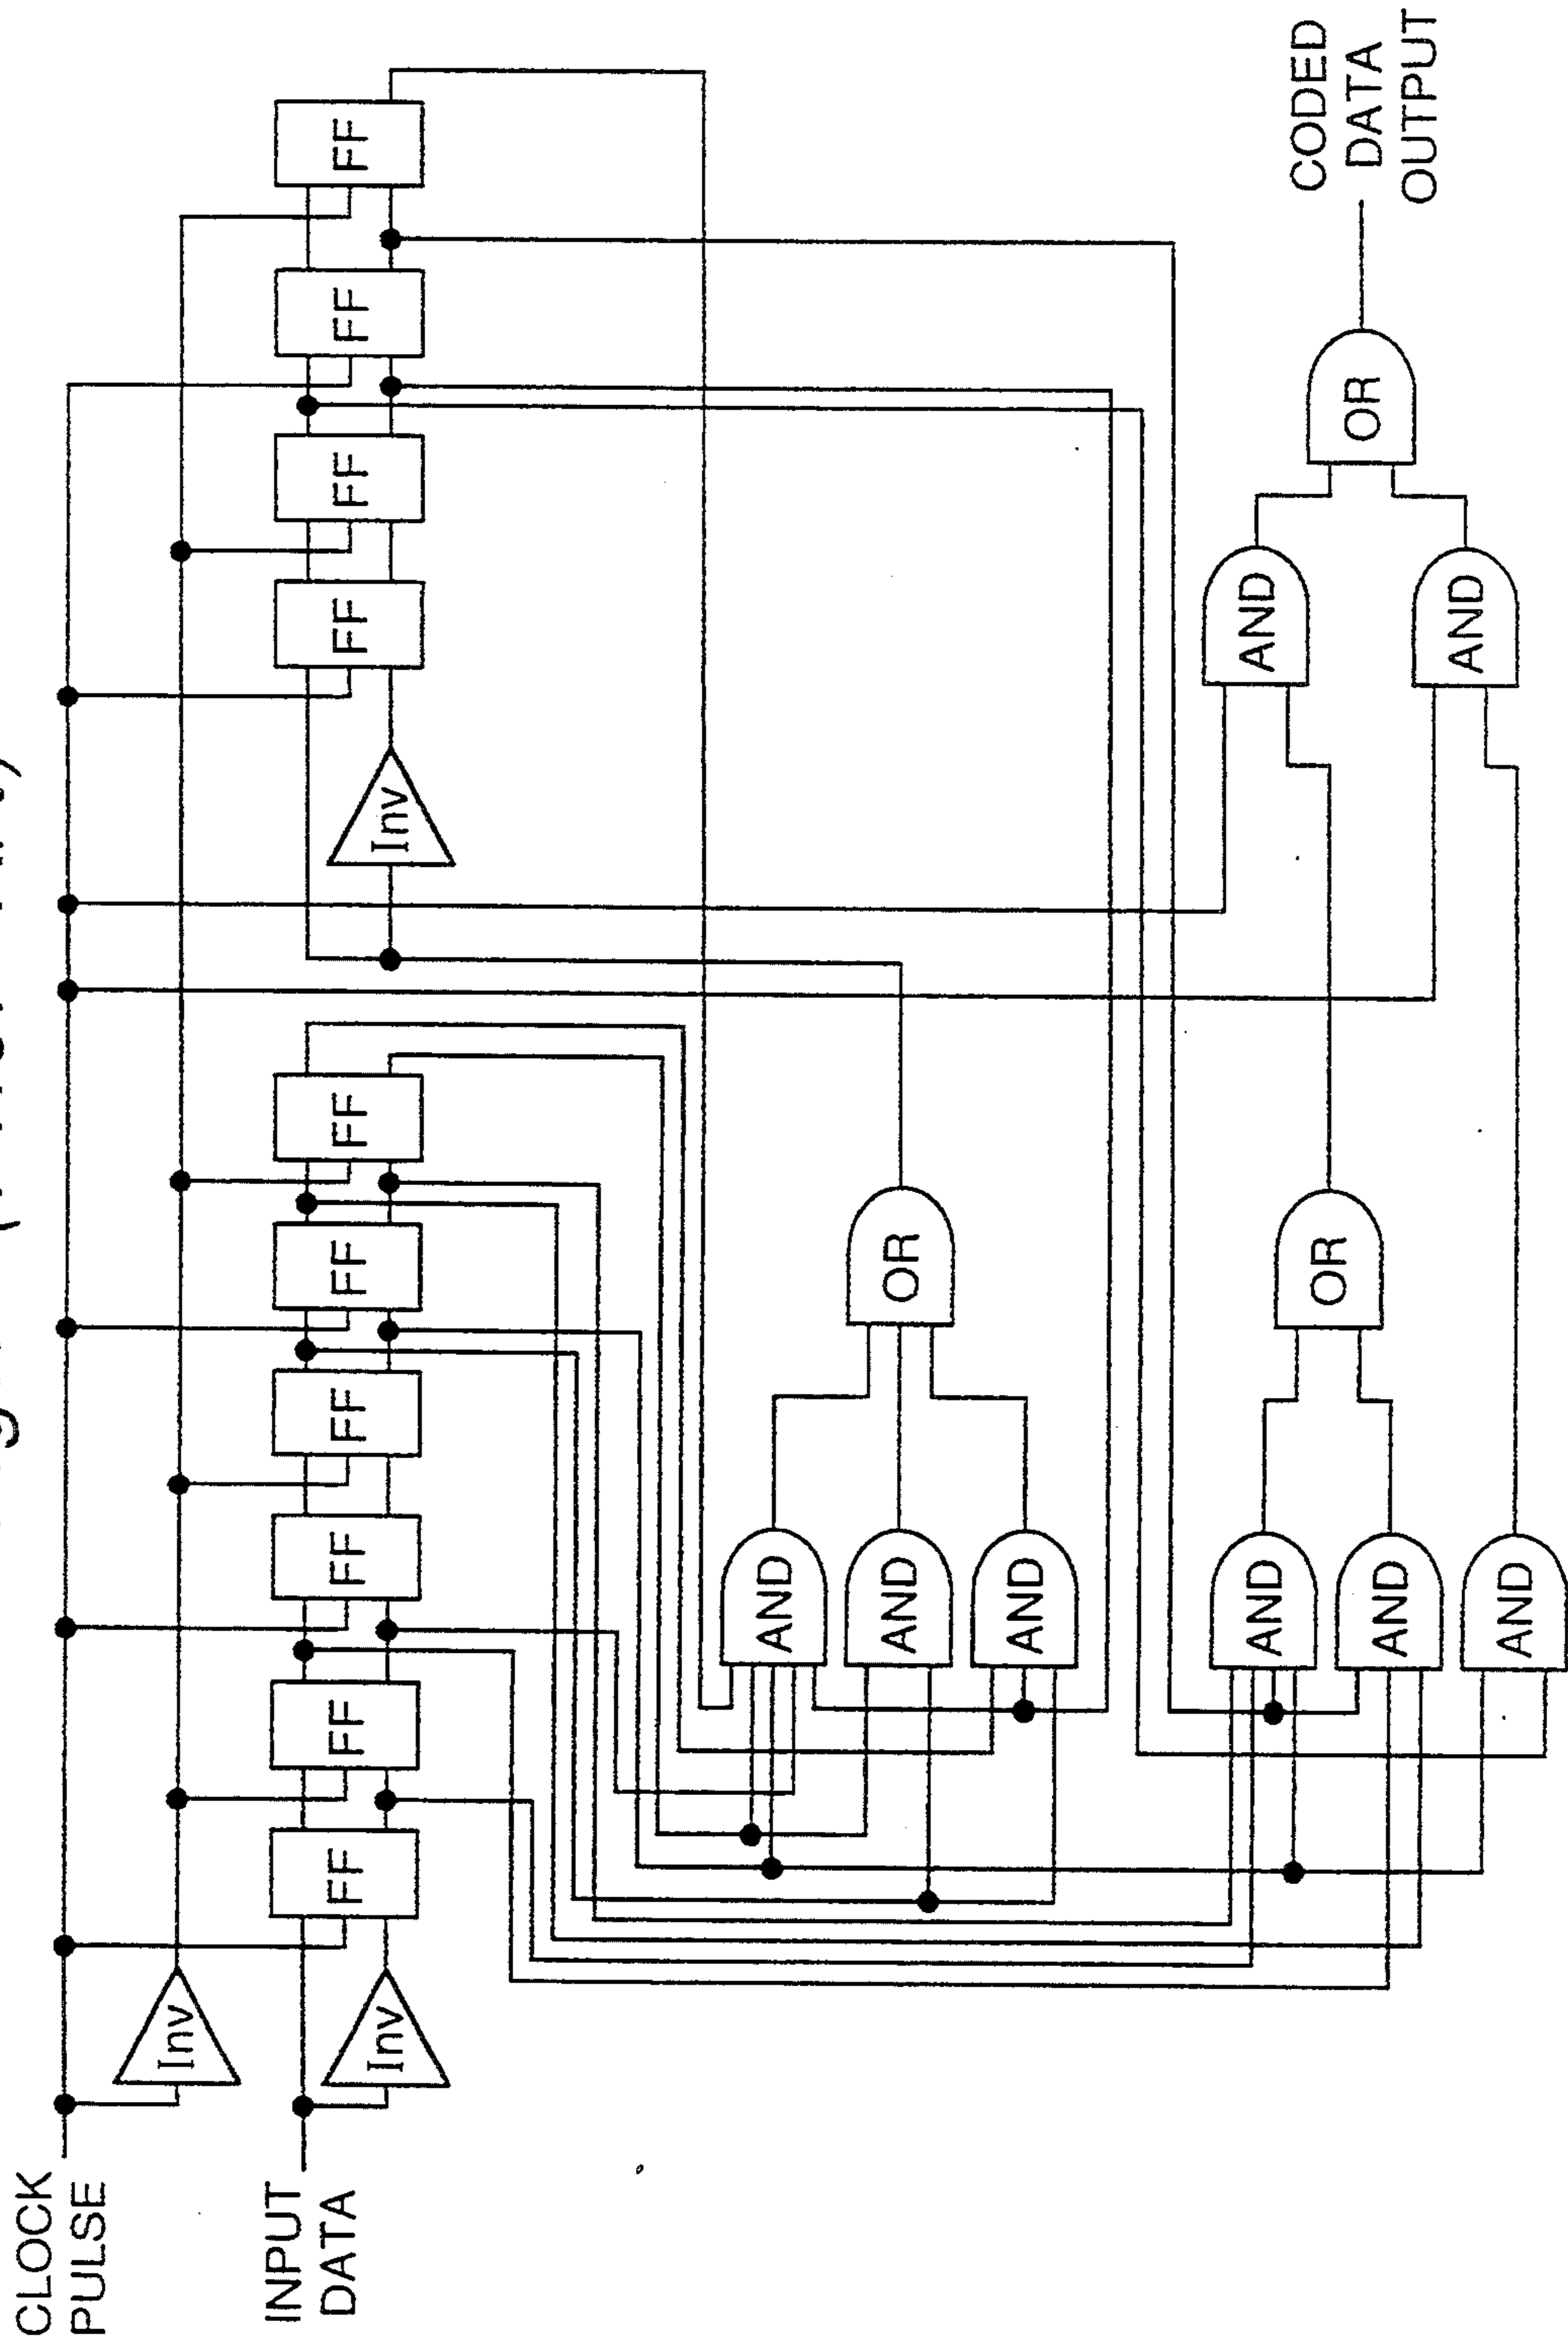 CLOCK
PULSE
Inv
INPUT
DATA
Inv
FF
FF
FF
FF
FF
FF
Inv
FF
FF
FF
FF
AND
AND
AND
OR
AND
AND
AND
OR
AND
AND
OR
CODED
DATA
OUTPUT